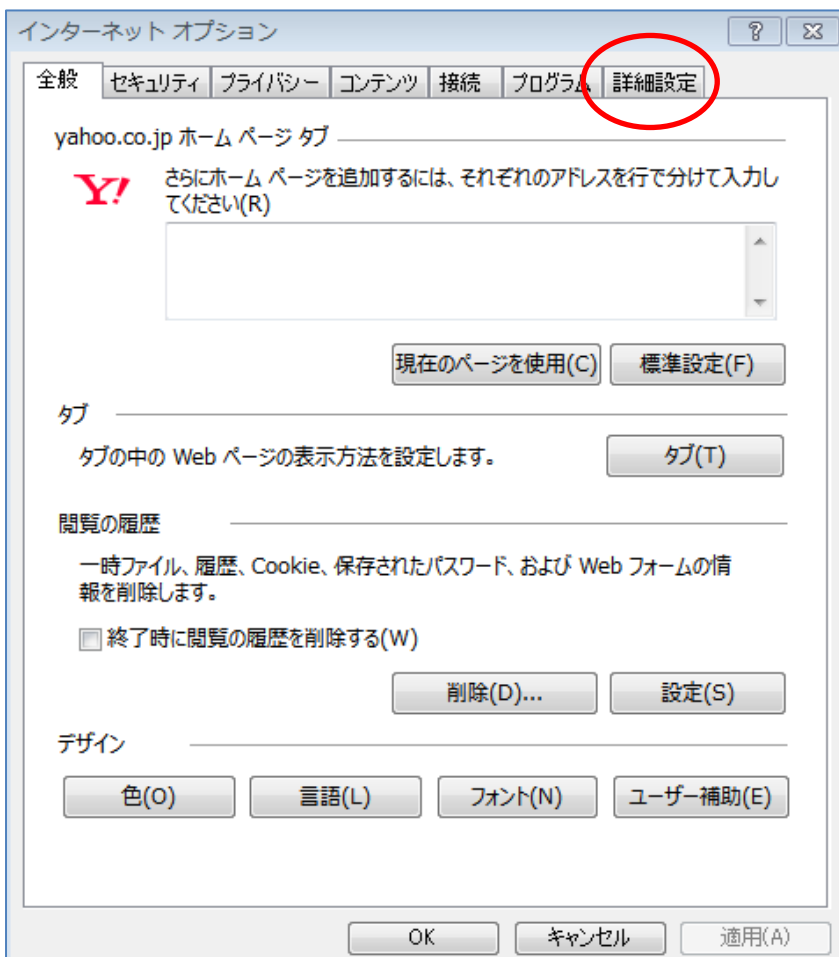 インターネット オプション
全般 セキュリティ プライバシー コンテンツ 接続 プログラム 詳細設定
yahoo.co.jp ホーム ページ タブ
Y!
さらにホーム ページを追加するには、それぞれのアドレスを行で分けて入力し
てください(R)
現在のページを使用(C) 標準設定(F)
タブ
タブの中の Web ページの表示方法を設定します。 タブ(T)
閲覧の履歴
一時ファイル、履歴、Cookie、保存されたパスワード、および Web フォームの情
報を削除します。
終了時に閲覧の履歴を削除する(W)
削除(D)... 設定(S)
デザイン
色(O) 言語(L) フォント(N) ユーザー補助(E)
OK キャンセル 適用(A)